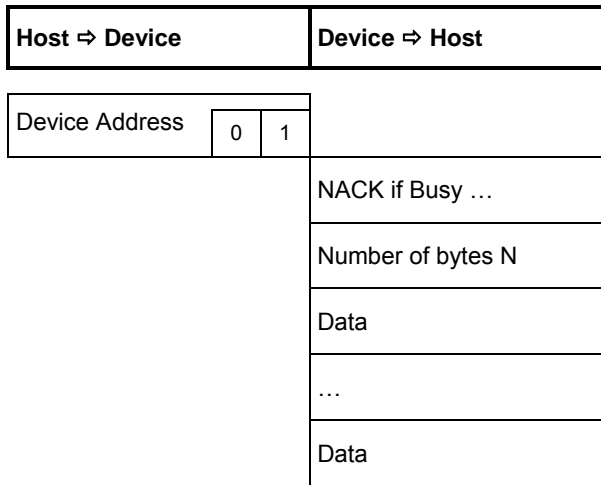 Host ⇨ Device
Device ⇨ Host
Device Address
0
1
NACK if Busy …
Number of bytes N
Data
…
Data